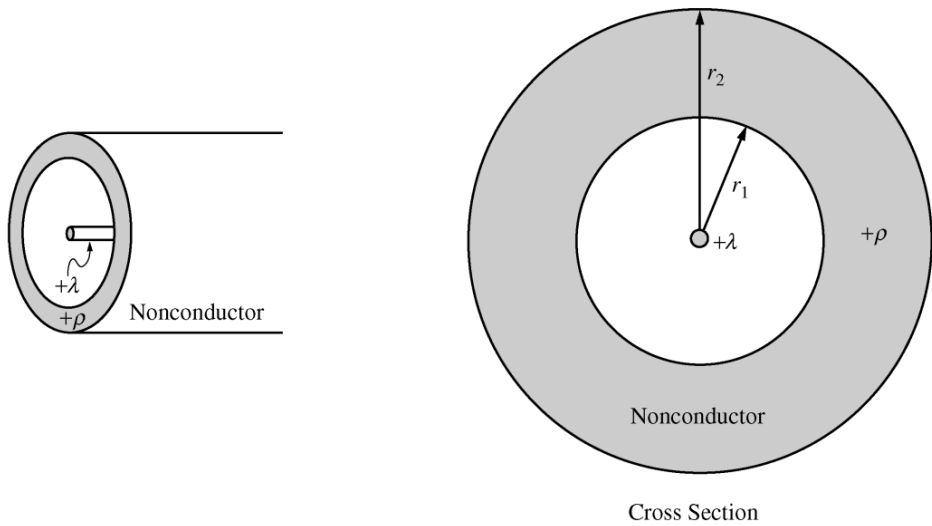 +λ
+ρ
Nonconductor
r₂
r₁
+λ
+ρ
Nonconductor
Cross Section